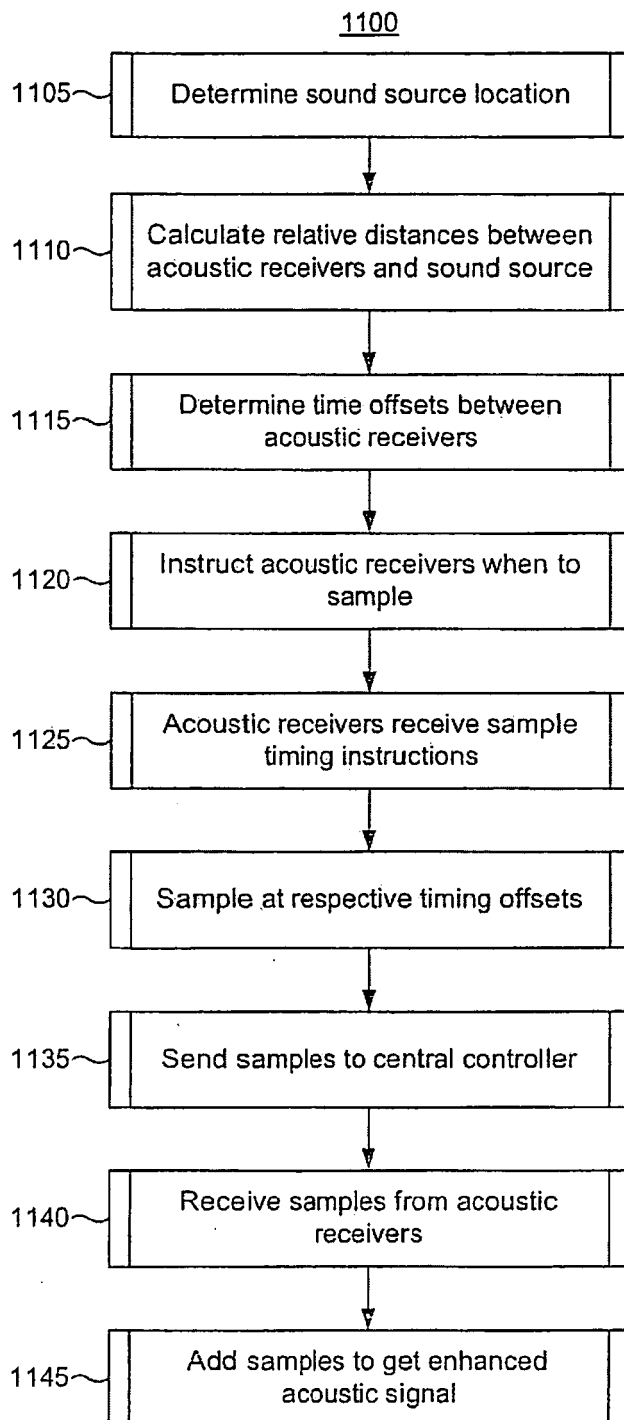 1100
1105
Determine sound source location
1110
Calculate relative distances between
acoustic receivers and sound source
1115
Determine time offsets between
acoustic receivers
1120
Instruct acoustic receivers when to
sample
1125
Acoustic receivers receive sample
timing instructions
1130
Sample at respective timing offsets
1135
Send samples to central controller
1140
Receive samples from acoustic
receivers
1145
Add samples to get enhanced
acoustic signal